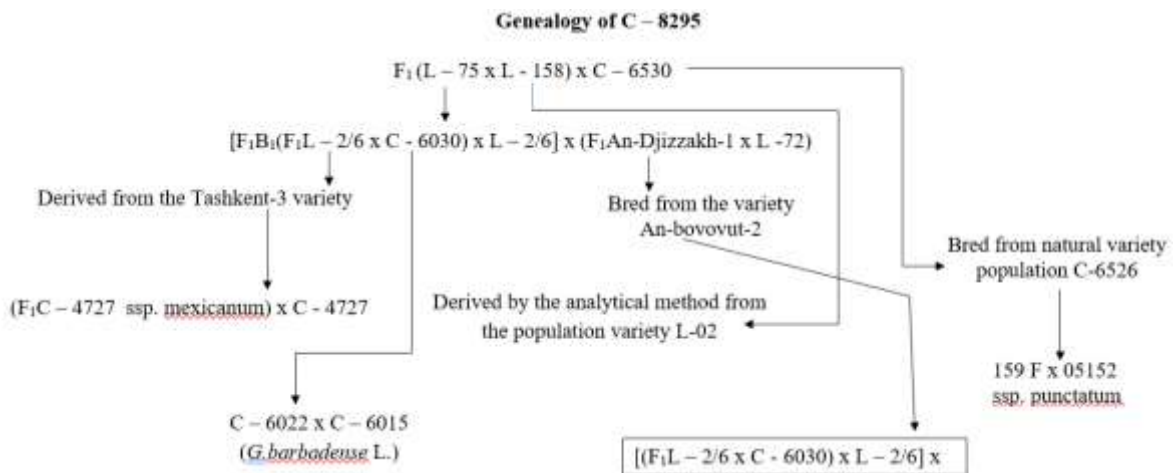 Genealogy of C – 8295
F₁ (L – 75 x L - 158) x C – 6530
[F₁B₁(F₁L – 2/6 x C - 6030) x L – 2/6] x (F₁An-Djizzakh-1 x L -72)
Derived from the Tashkent-3 variety
Bred from the variety
An-bovovut-2
Bred from natural variety
population C-6526
(F₁C – 4727 ssp. mexicanum) x C - 4727
Derived by the analytical method from
the population variety L-02
159 F x 05152
ssp. punctatum
C – 6022 x C – 6015
(G.barbadense L.)
[(F₁L – 2/6 x C - 6030) x L – 2/6] x